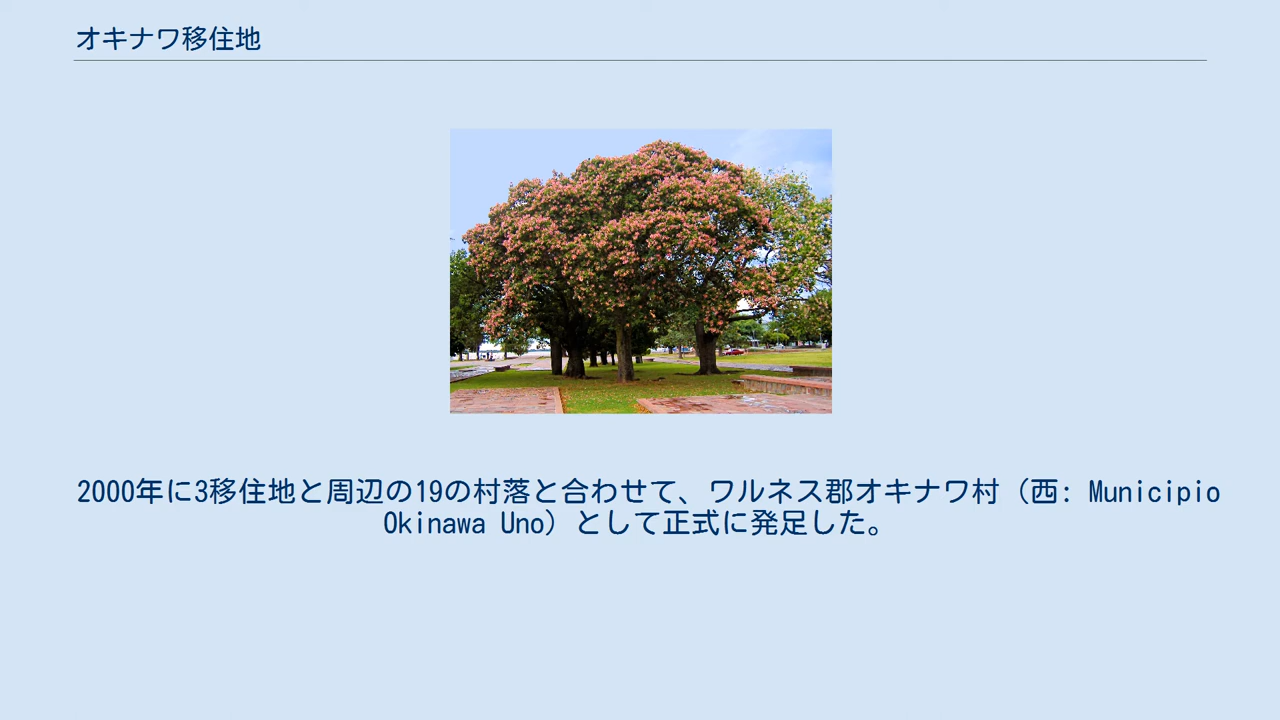 オキナワ移住地
2000年に3移住地と周辺の19の村落と合わせて、ワルネス郡オキナワ村（西: Municipio
Okinawa Uno）として正式に発足した。